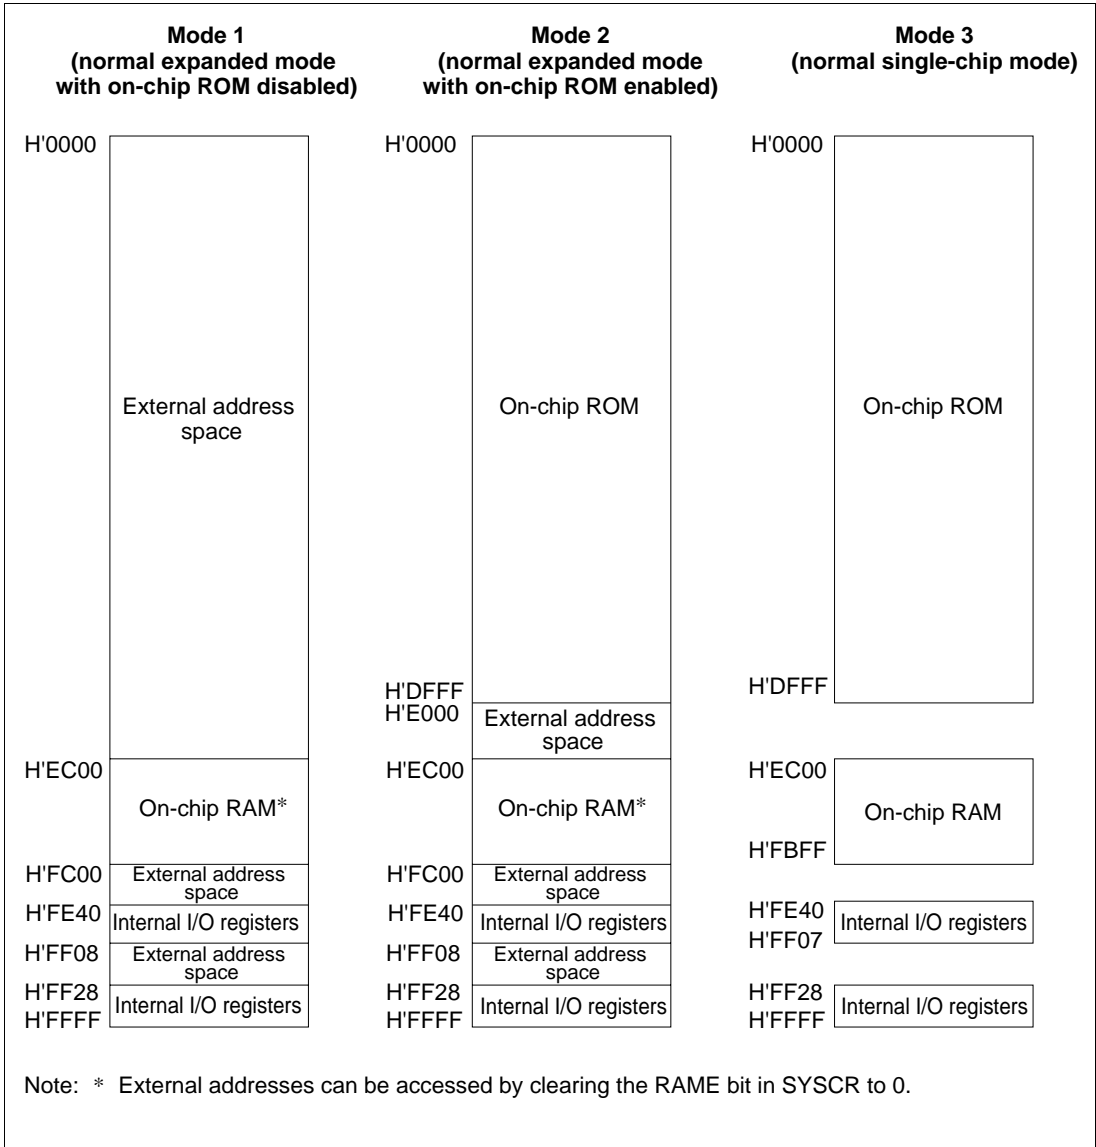 Mode 1
(normal expanded mode
with on-chip ROM disabled)
Mode 2
(normal expanded mode
with on-chip ROM enabled)
Mode 3
(normal single-chip mode)
H'0000
External address
space
H'EC00
On-chip RAM*
H'FC00
External address
space
H'FE40
Internal I/O registers
H'FF08
External address
space
H'FF28
Internal I/O registers
H'FFFF
H'0000
On-chip ROM
H'DFFF
H'E000
External address
space
H'EC00
On-chip RAM*
H'FC00
External address
space
H'FE40
Internal I/O registers
H'FF08
External address
space
H'FF28
Internal I/O registers
H'FFFF
H'0000
On-chip ROM
H'DFFF
H'EC00
On-chip RAM
H'FBFF
H'FE40
Internal I/O registers
H'FF07
H'FF28
Internal I/O registers
H'FFFF
Note: * External addresses can be accessed by clearing the RAME bit in SYSCR to 0.